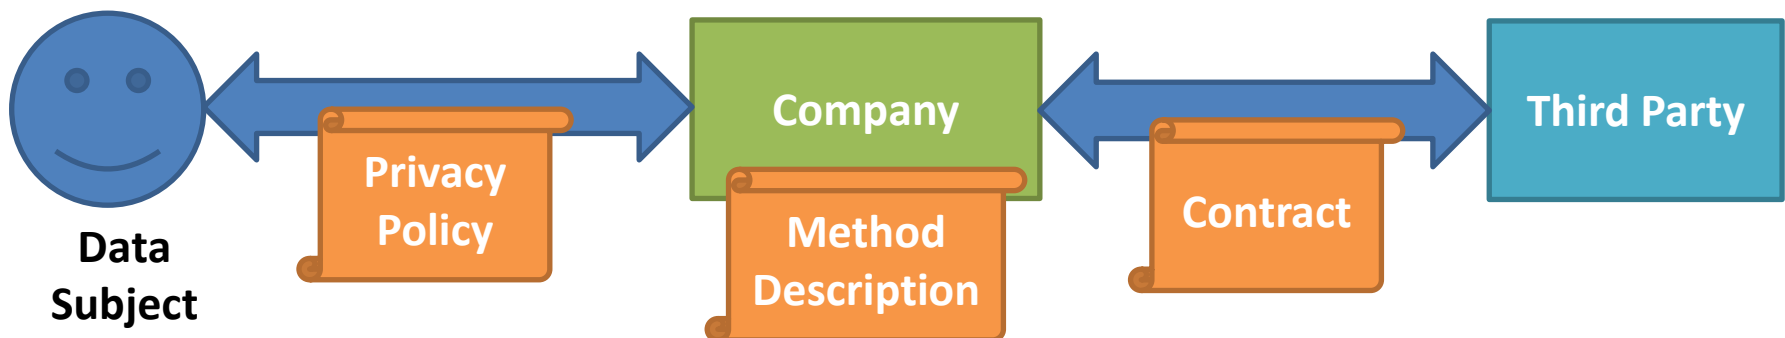 Data
Subject
Privacy
Policy
Company
Method
Description
Contract
Third Party